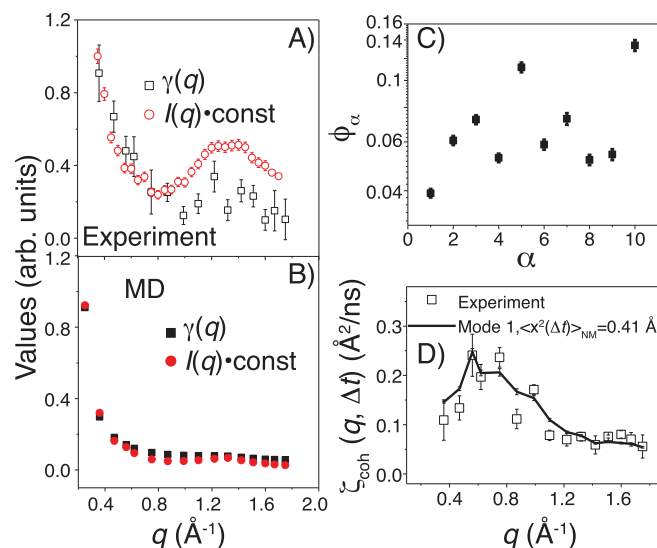 A)
γ(q)
I(q)•const
Experiment
Values (arb. units)
1.2
0.8
0.4
0.0
B)
MD
γ(q)
I(q)•const
1.2
0.8
0.4
0.0
0.0 0.4 0.8 1.2 1.6 2.0
q (Å⁻¹)
C)
ϕα
0.16
0.14
0.1
0.06
0.04
0 2 4 6 8 10
α
Experiment
Mode 1,<x²(Δt)>NM=0.41 Å
D)
ζcoh (q, Δt) (Å²/ns)
0.3
0.2
0.1
0.0
0.4 0.8 1.2 1.6
q (Å⁻¹)